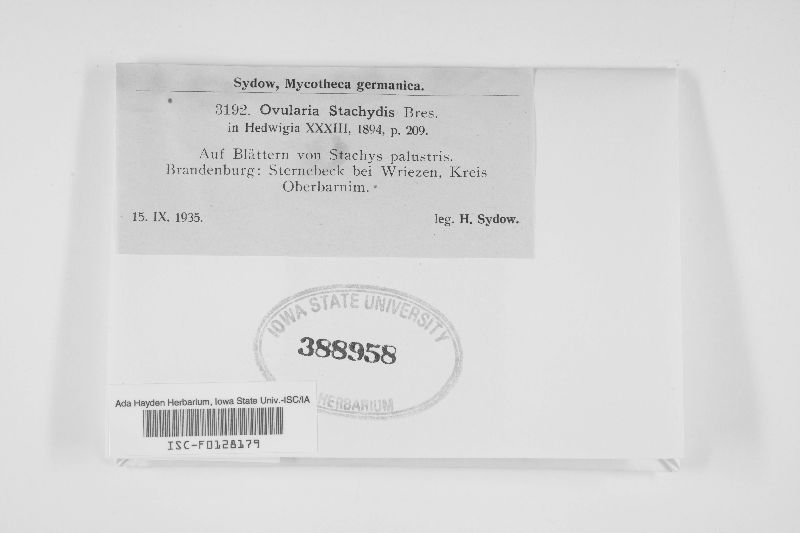 Sydow, Mycotheca germanica.
3192. Ovularia Stachydis Bres.
in Hedwigia XXXIII, 1894, p. 209.
Auf Blättern von Stachys palustris.
Brandenburg: Sternebeck bei Wriezen, Kreis
Oberbarnim.
15. IX. 1935. leg. H. Sydow.
IOWA STATE UNIVERSITY
388958
HERBARIUM
Ada Hayden Herbarium, Iowa State Univ.-ISC/IA
ISC-F0128179